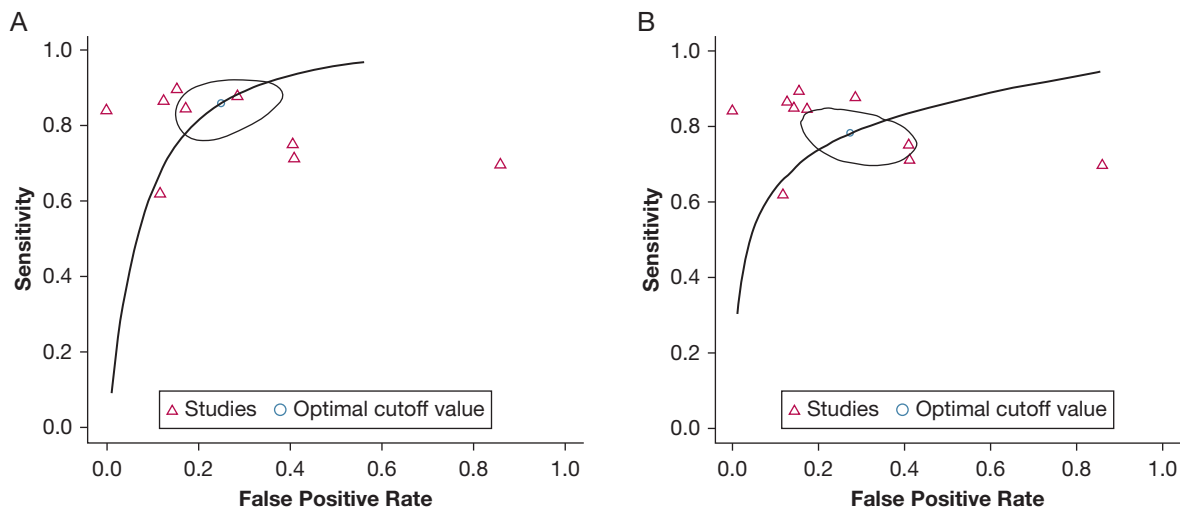 A
1.0
0.8
0.6
0.4
0.2
0.0
Sensitivity
0.0 0.2 0.4 0.6 0.8 1.0
False Positive Rate
Studies Optimal cutoff value
B
1.0
0.8
0.6
0.4
0.2
0.0
Sensitivity
0.0 0.2 0.4 0.6 0.8 1.0
False Positive Rate
Studies Optimal cutoff value